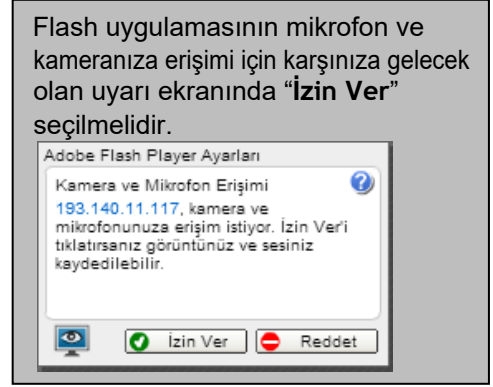 Flash uygulamasının mikrofon ve
kameranıza erişimi için karşınıza gelecek
olan uyarı ekranında “İzin Ver”
seçilmelidir.
Adobe Flash Player Ayarları
Kamera ve Mikrofon Erişimi
193.140.11.117, kamera ve
mikrofonunuza erişim istiyor. İzin Ver'i
tıklatırsanız görüntünüz ve sesiniz
kaydedilebilir.
İzin Ver
Reddet